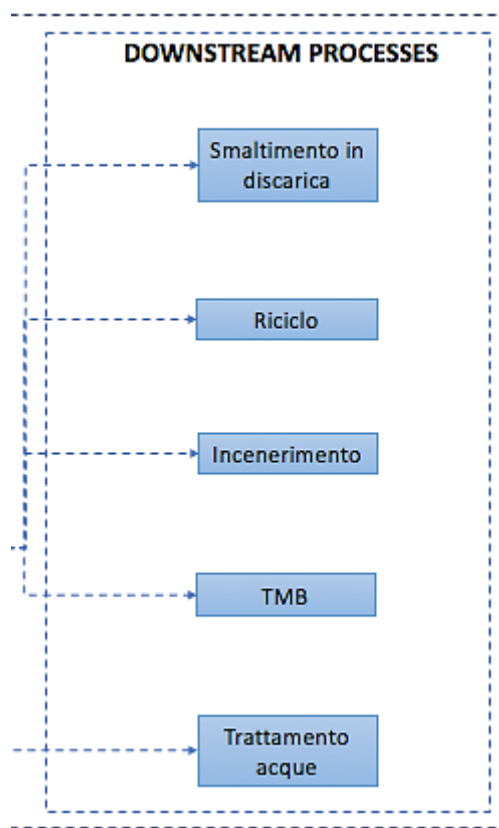 DOWNSTREAM PROCESSES
Smaltimento in
discarica
Riciclo
Incenerimento
TMB
Trattamento
acque